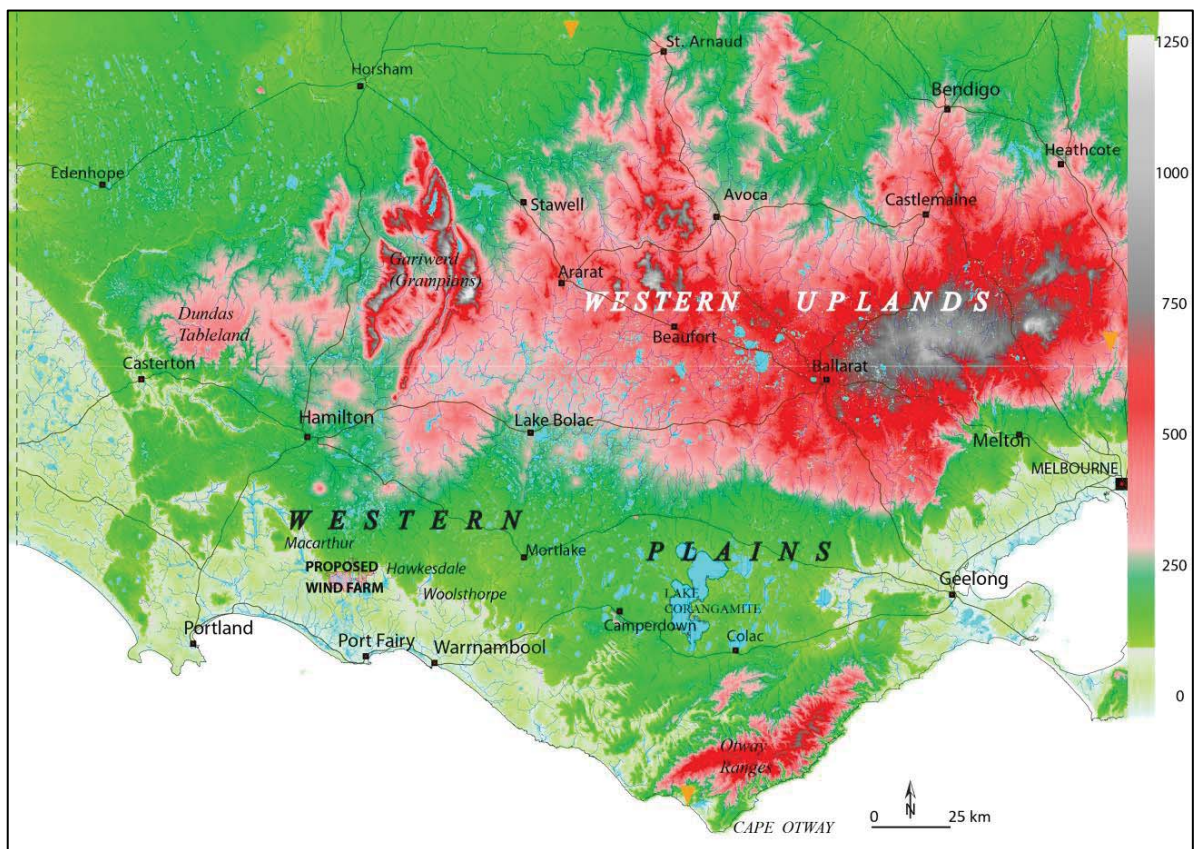 1250
St. Arnaud
Horsham
Bendigo
Heathcote
Edenhope
1000
Stawell
Avoca
Castlemaine
Gariwerd
(Grampions)
Ararat
WESTERN UPLANDS
750
Dundas
Tableland
Beaufort
Casterton
Ballarat
Hamilton
Lake Bolac
Melton
500
MELBOURNE
WESTERN
PLAINS
Macarthur
Mortlake
PROPOSED
WIND FARM
Hawkesdale
250
Geelong
Woolsthorpe
LAKE
CORANGAMITE
Camperdown
Portland
Port Fairy
Warrnambool
Colac
0
Otway
Ranges
N
0 25 km
CAPE OTWAY